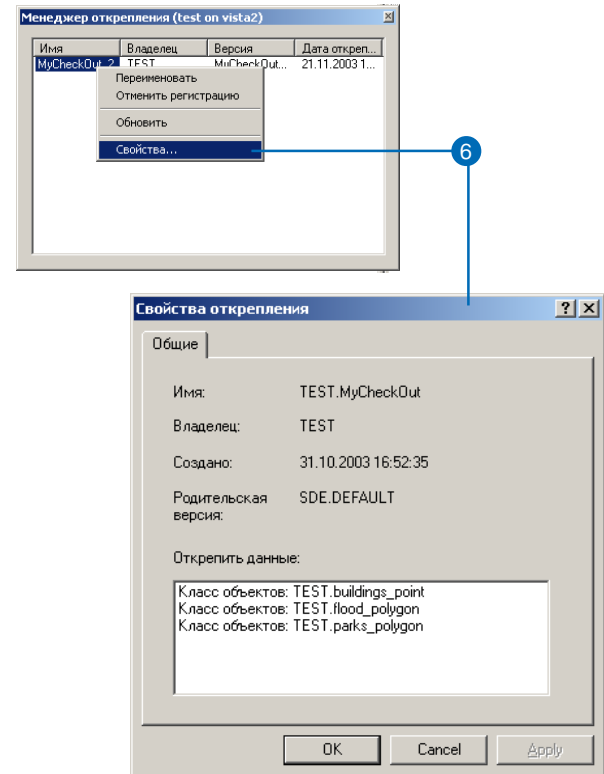 Менеджер открепления (test on vista2)
Имя Владелец Версия Дата откреп...
MyCheckOut_2 TEST MyCheckOut... 21.11.2003 1...
Переименовать
Отменить регистрацию
Обновить
Свойства...
6
Свойства открепления
Общие
Имя: TEST.MyCheckOut
Владелец: TEST
Создано: 31.10.2003 16:52:35
Родительская SDE.DEFAULT
версия:
Открепить данные:
Класс объектов: TEST.buildings_point
Класс объектов: TEST.flood_polygon
Класс объектов: TEST.parks_polygon
OK Cancel Apply